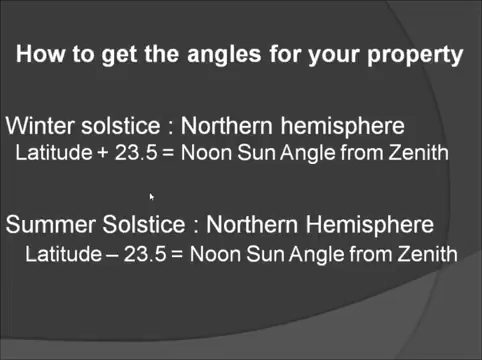 How to get the angles for your property
Winter solstice : Northern hemisphere
Latitude + 23.5 = Noon Sun Angle from Zenith
Summer Solstice : Northern Hemisphere
Latitude – 23.5 = Noon Sun Angle from Zenith